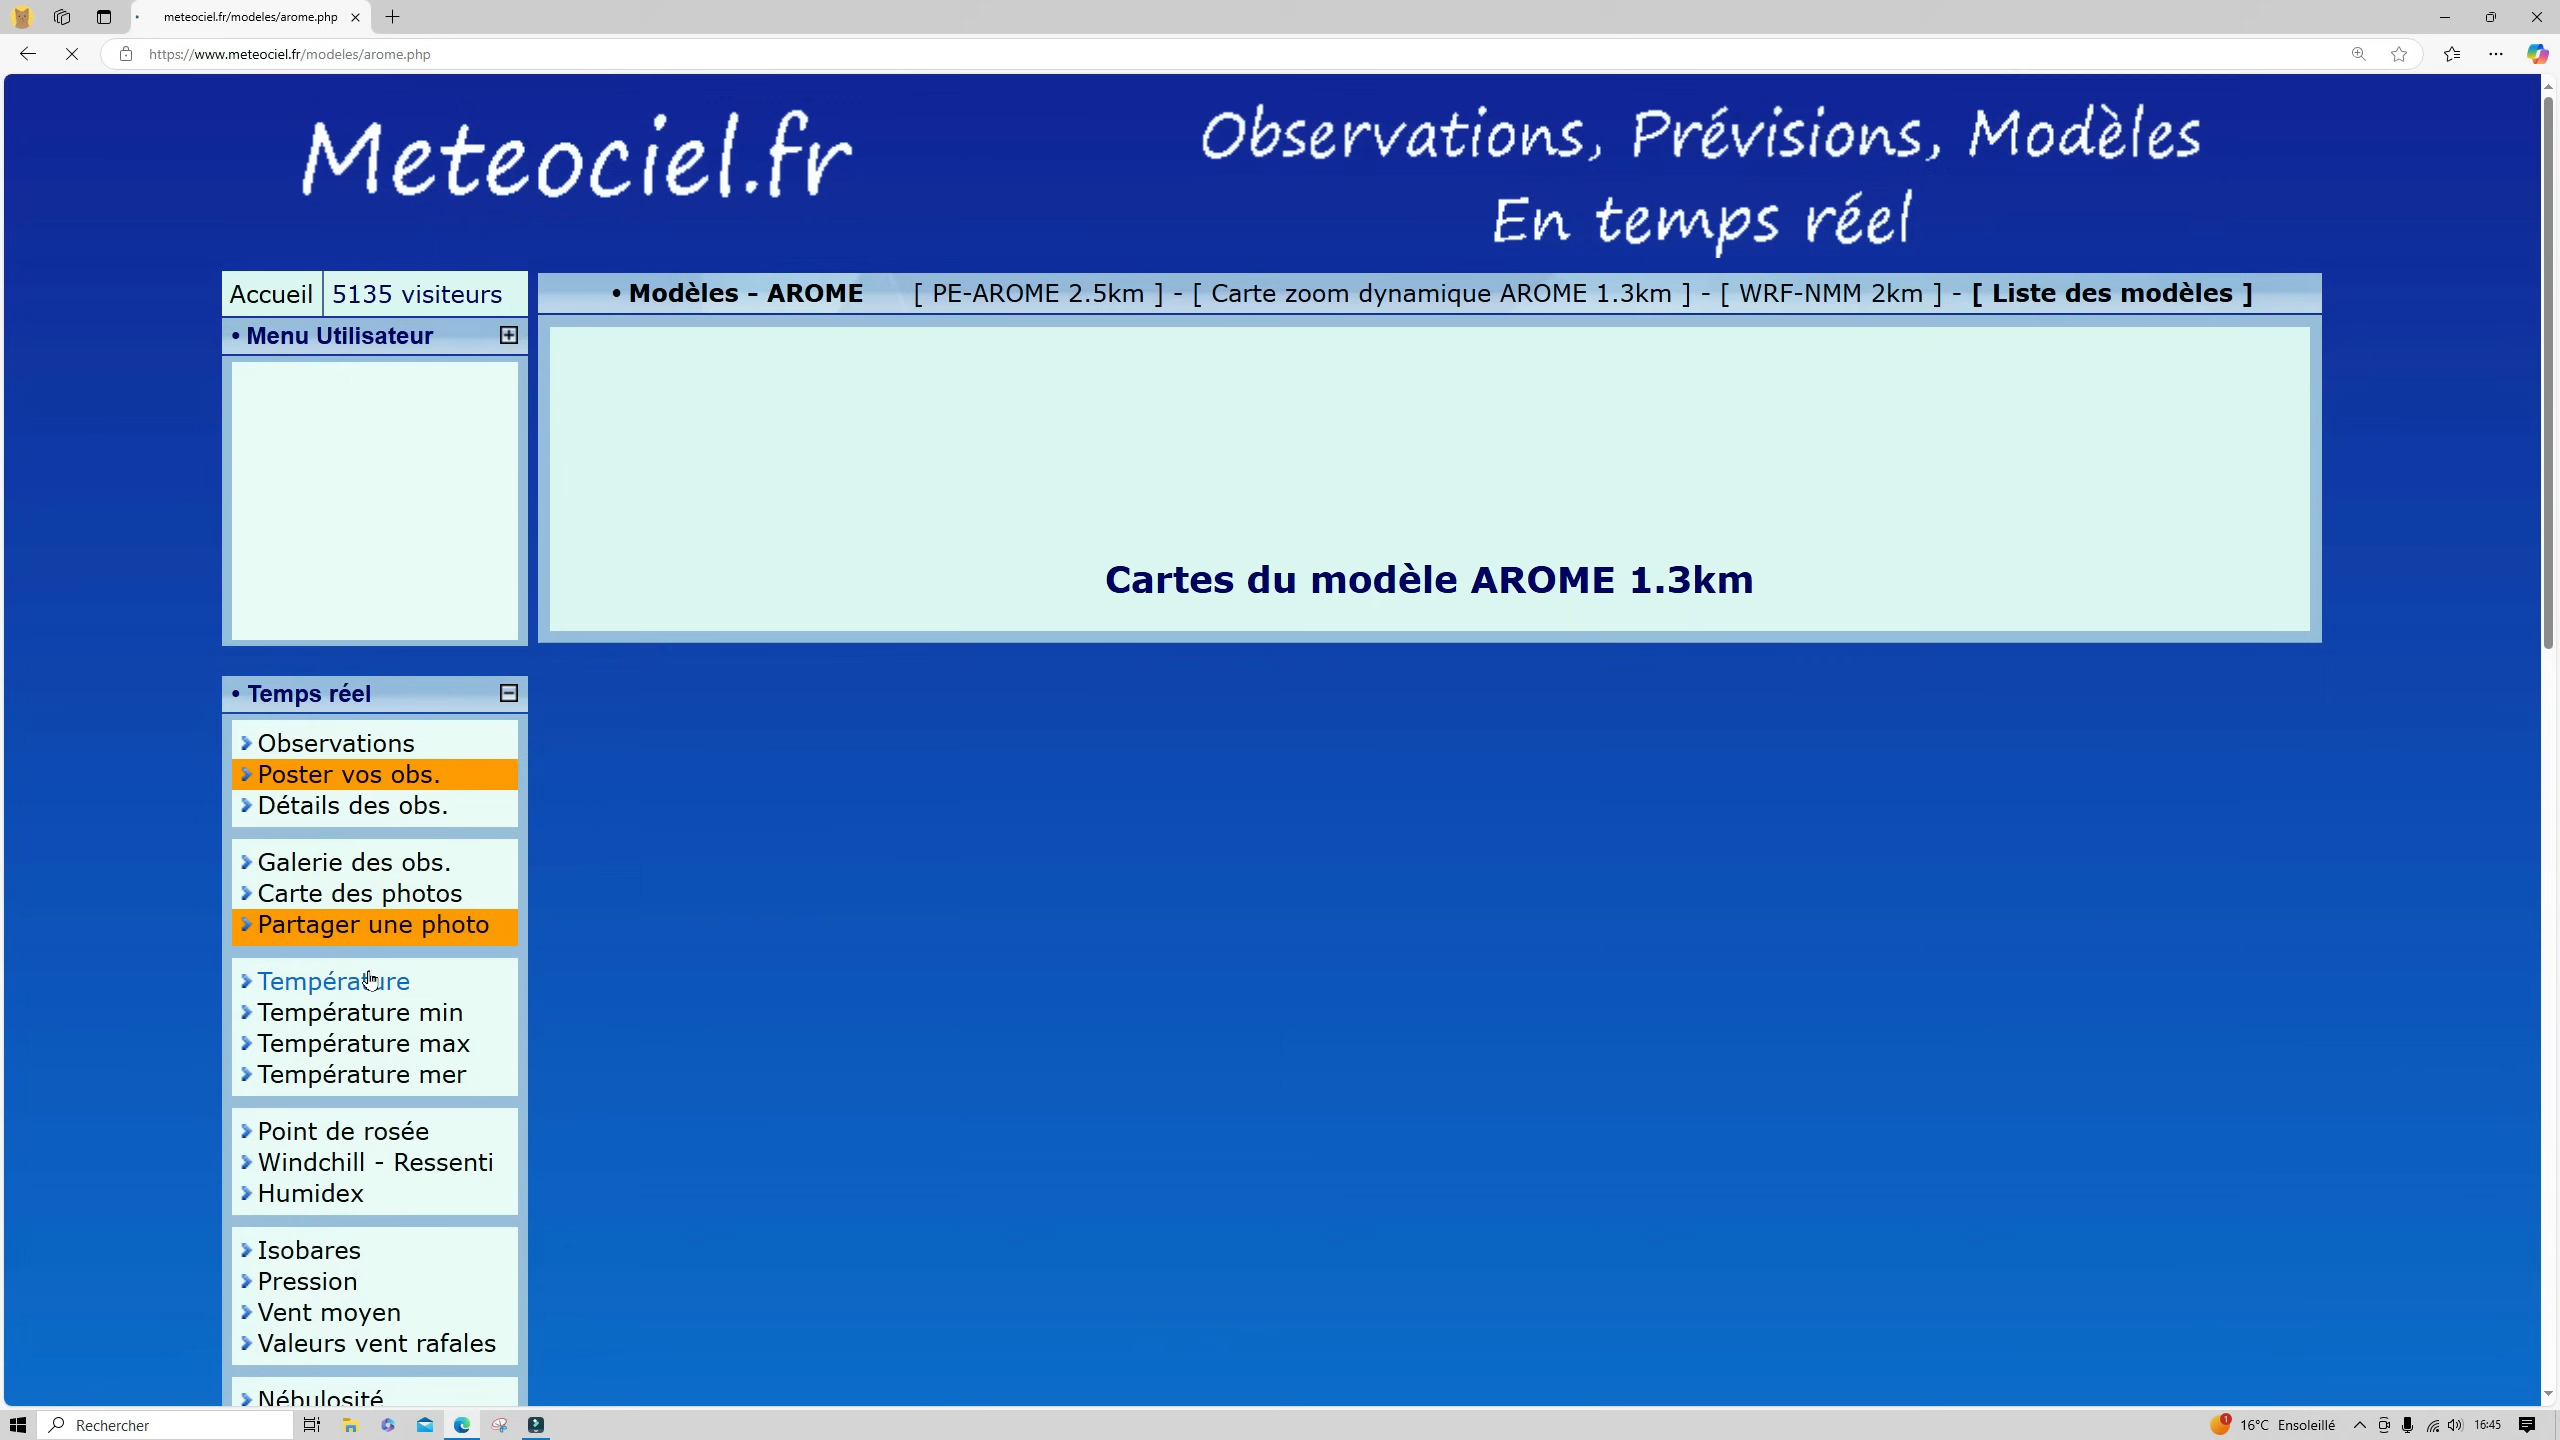 meteociel.fr/modeles/arome.php
https://www.meteociel.fr/modeles/arome.php
Meteociel.fr
Observations, Prévisions, Modèles
En temps réel
Accueil
5135 visiteurs
• Menu Utilisateur
• Modèles - AROME [ PE-AROME 2.5km ] - [ Carte zoom dynamique AROME 1.3km ] - [ WRF-NMM 2km ] - [ Liste des modèles ]
Cartes du modèle AROME 1.3km
• Temps réel
Observations
Poster vos obs.
Détails des obs.
Galerie des obs.
Carte des photos
Partager une photo
Température
Température min
Température max
Température mer
Point de rosée
Windchill - Ressenti
Humidex
Isobares
Pression
Vent moyen
Valeurs vent rafales
Nébulosité
Rechercher
1
16°C Ensoleillé
16:45